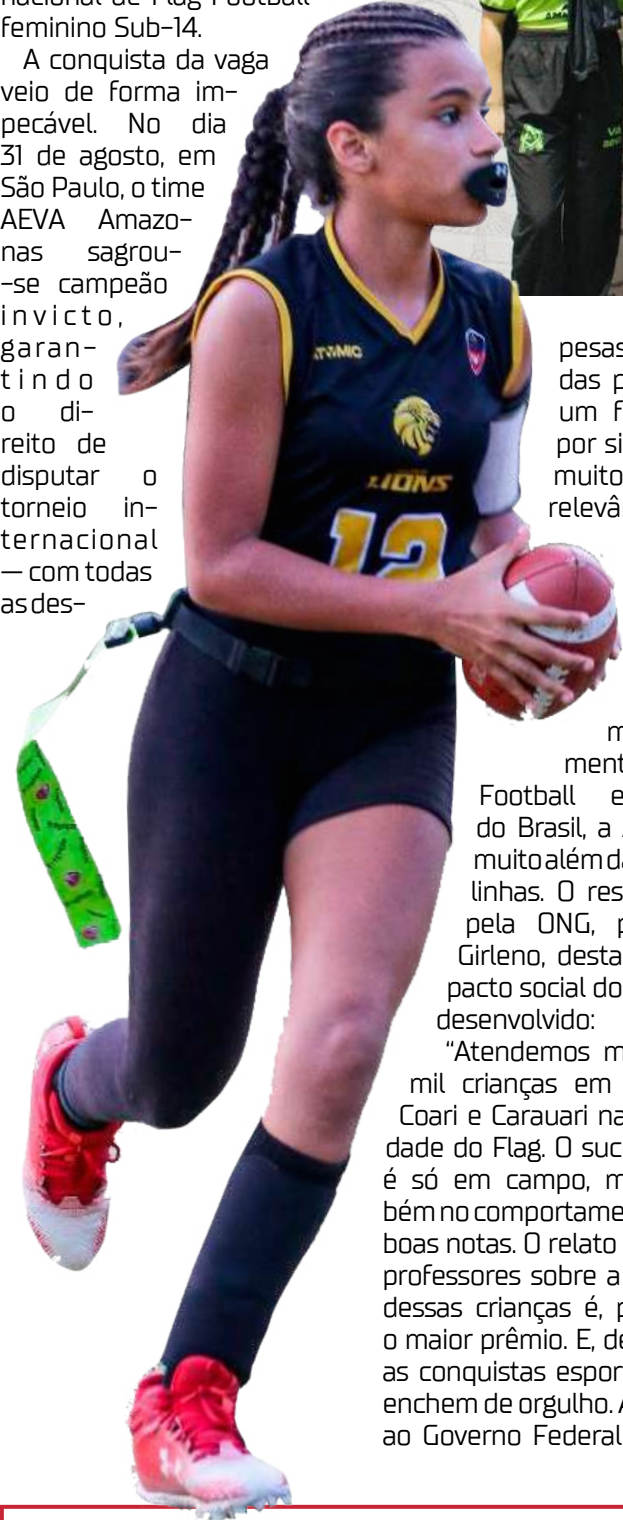 feminino Sub-14.
A conquista da vaga
veio de forma im-
pecável. No dia
31 de agosto, em
São Paulo, o time
AEVA Amazo-
nas sagrou-
-se campeão
invicto,
garan-
tindo
o di-
reito de
disputar o
torneio in-
ternacional
— com todas
as des-
pesas
das p
um f
por si
muito
relevân
m
ment
Football e
do Brasil, a
muito além da
linhas. O res
pela ONG, p
Girleno, desta
pacto social do
desenvolvido:
“Atendemos m
mil crianças em
Coari e Carauari na
dade do Flag. O suc
é só em campo, m
bém no comportame
boas notas. O relato
professores sobre a
dessas crianças é, p
o maior prêmio. E, de
as conquistas espor
enchem de orgulho. A
ao Governo Federal
ATOMIC
LIONS
12